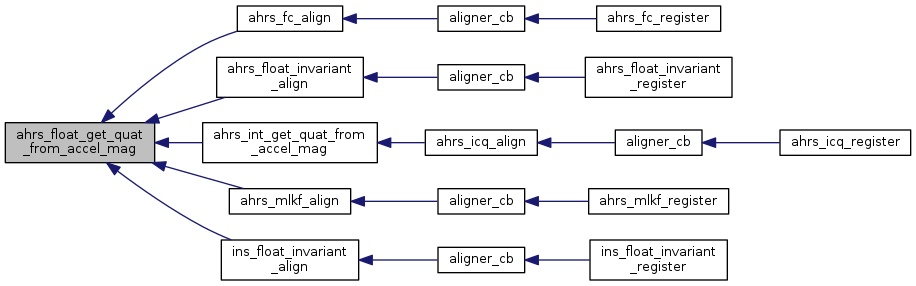 ahrs_fc_align
aligner_cb
ahrs_fc_register
ahrs_float_invariant
_align
aligner_cb
ahrs_float_invariant
_register
ahrs_float_get_quat
_from_accel_mag
ahrs_int_get_quat_from
_accel_mag
ahrs_icq_align
aligner_cb
ahrs_icq_register
ahrs_mlkf_align
aligner_cb
ahrs_mlkf_register
ins_float_invariant
_align
aligner_cb
ins_float_invariant
_register